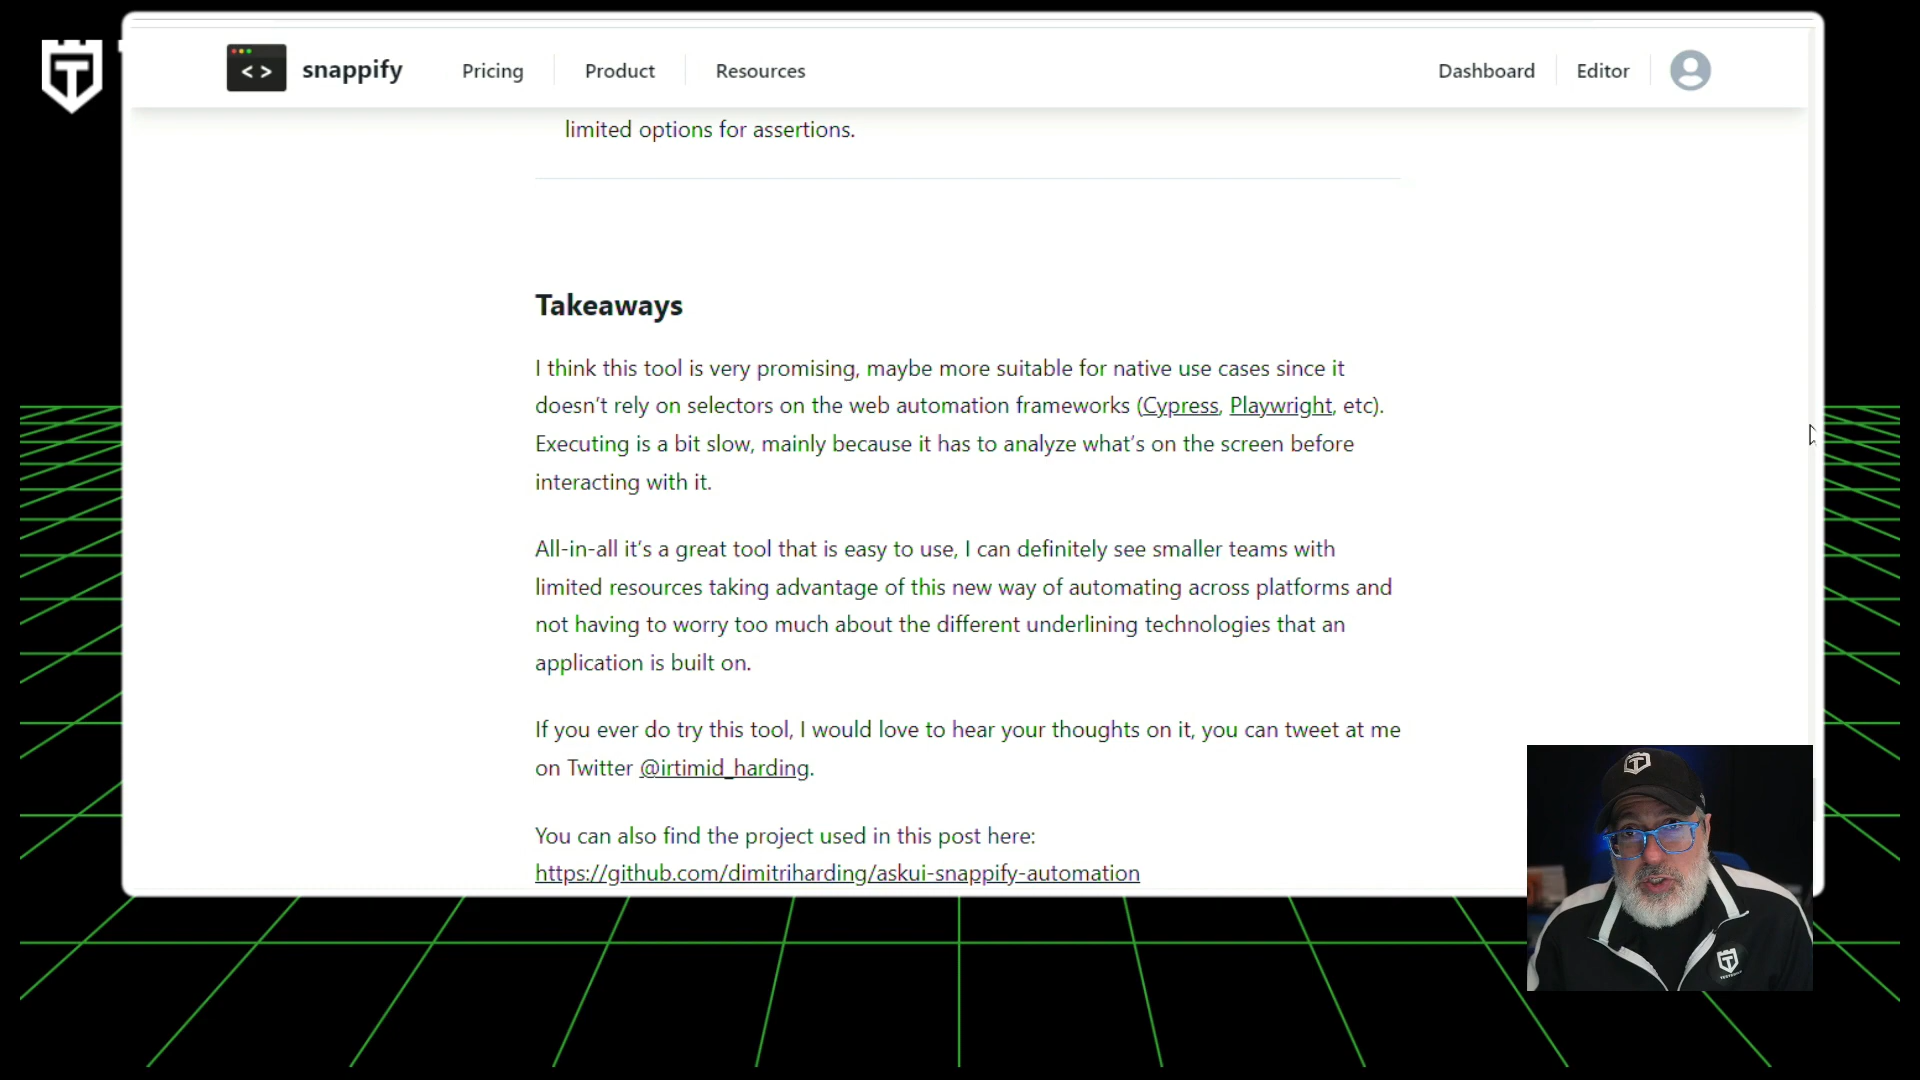 snappify
Pricing
Product
Resources
Dashboard
Editor
limited options for assertions.
Takeaways
I think this tool is very promising, maybe more suitable for native use cases since it
doesn't rely on selectors on the web automation frameworks (Cypress, Playwright, etc).
Executing is a bit slow, mainly because it has to analyze what's on the screen before
interacting with it.
All-in-all it's a great tool that is easy to use, I can definitely see smaller teams with
limited resources taking advantage of this new way of automating across platforms and
not having to worry too much about the different underlining technologies that an
application is built on.
If you ever do try this tool, I would love to hear your thoughts on it, you can tweet at me
on Twitter @irtimid_harding.
You can also find the project used in this post here:
https://github.com/dimitriharding/askui-snappify-automation